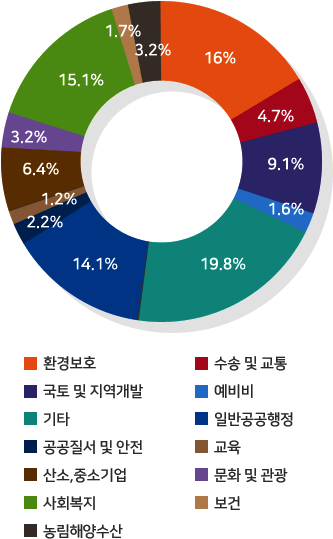 1.7%
3.2%
16%
15.1%
4.7%
3.2%
9.1%
6.4%
1.2%
1.6%
2.2%
14.1%
19.8%
환경보호
수송 및 교통
국토 및 지역개발
예비비
기타
일반공공행정
공공질서 및 안전
교육
산소,중소기업
문화 및 관광
사회복지
보건
농림해양수산